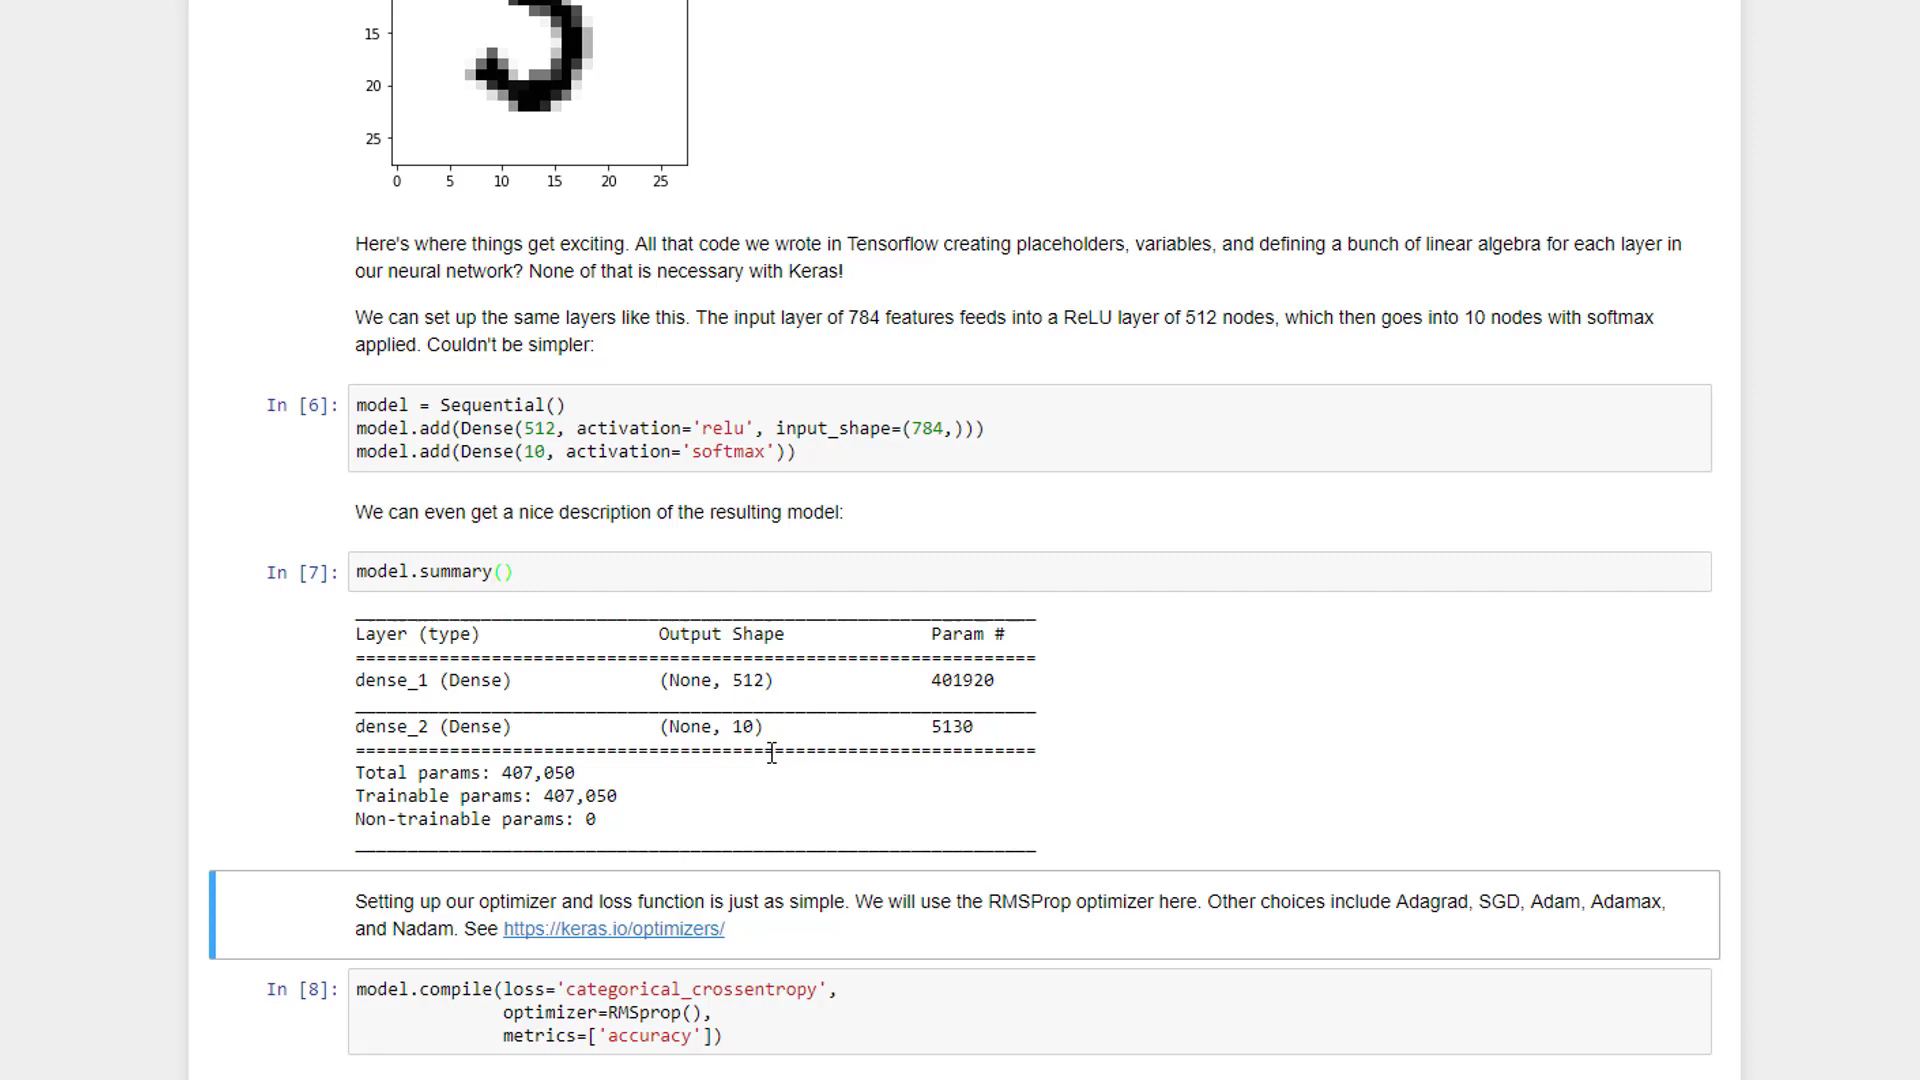 15
20
25
0 5 10 15 20 25
Here's where things get exciting. All that code we wrote in Tensorflow creating placeholders, variables, and defining a bunch of linear algebra for each layer in
our neural network? None of that is necessary with Keras!
We can set up the same layers like this. The input layer of 784 features feeds into a ReLU layer of 512 nodes, which then goes into 10 nodes with softmax
applied. Couldn't be simpler:
In [6]: model = Sequential()
model.add(Dense(512, activation='relu', input_shape=(784,)))
model.add(Dense(10, activation='softmax'))
We can even get a nice description of the resulting model:
In [7]: model.summary()
_________________________________________________________________
Layer (type)                 Output Shape              Param #
=================================================================
dense_1 (Dense)              (None, 512)               401920
_________________________________________________________________
dense_2 (Dense)              (None, 10)                5130
=================================================================
Total params: 407,050
Trainable params: 407,050
Non-trainable params: 0
_________________________________________________________________
Setting up our optimizer and loss function is just as simple. We will use the RMSProp optimizer here. Other choices include Adagrad, SGD, Adam, Adamax,
and Nadam. See https://keras.io/optimizers/
In [8]: model.compile(loss='categorical_crossentropy',
optimizer=RMSprop(),
metrics=['accuracy'])